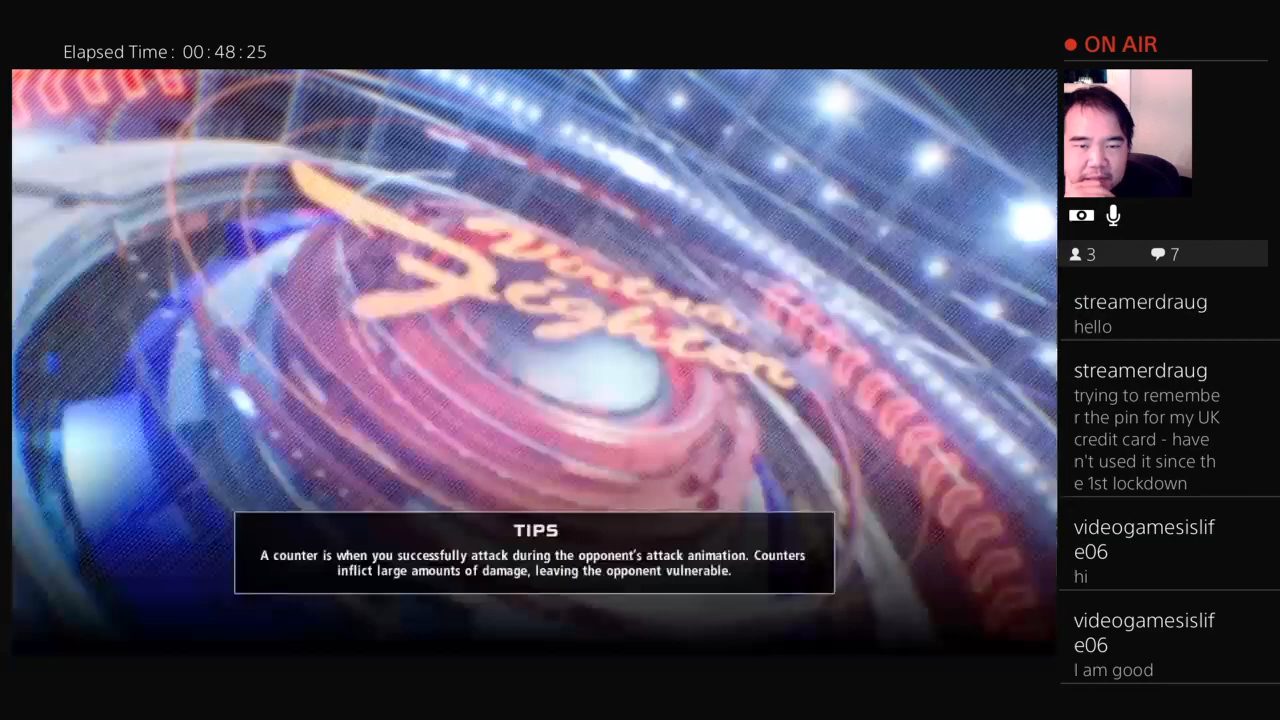 Elapsed Time: 00:48:25
ON AIR
Virtua
Fighter
3
7
streamerdraug
hello
streamerdraug
trying to remembe
r the pin for my UK
credit card - have
n't used it since th
e 1st lockdown
videogamesislif
e06
hi
videogamesislif
e06
I am good
TIPS
A counter is when you successfully attack during the opponent's attack animation. Counters
inflict large amounts of damage, leaving the opponent vulnerable.